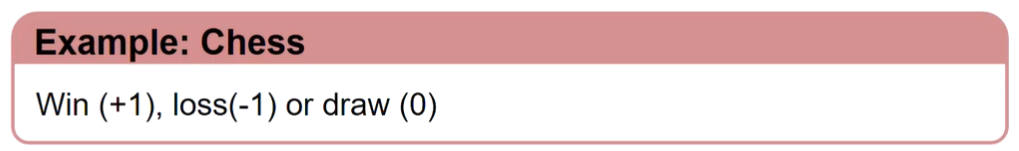 Example: Chess
Win (+1), loss(-1) or draw (0)